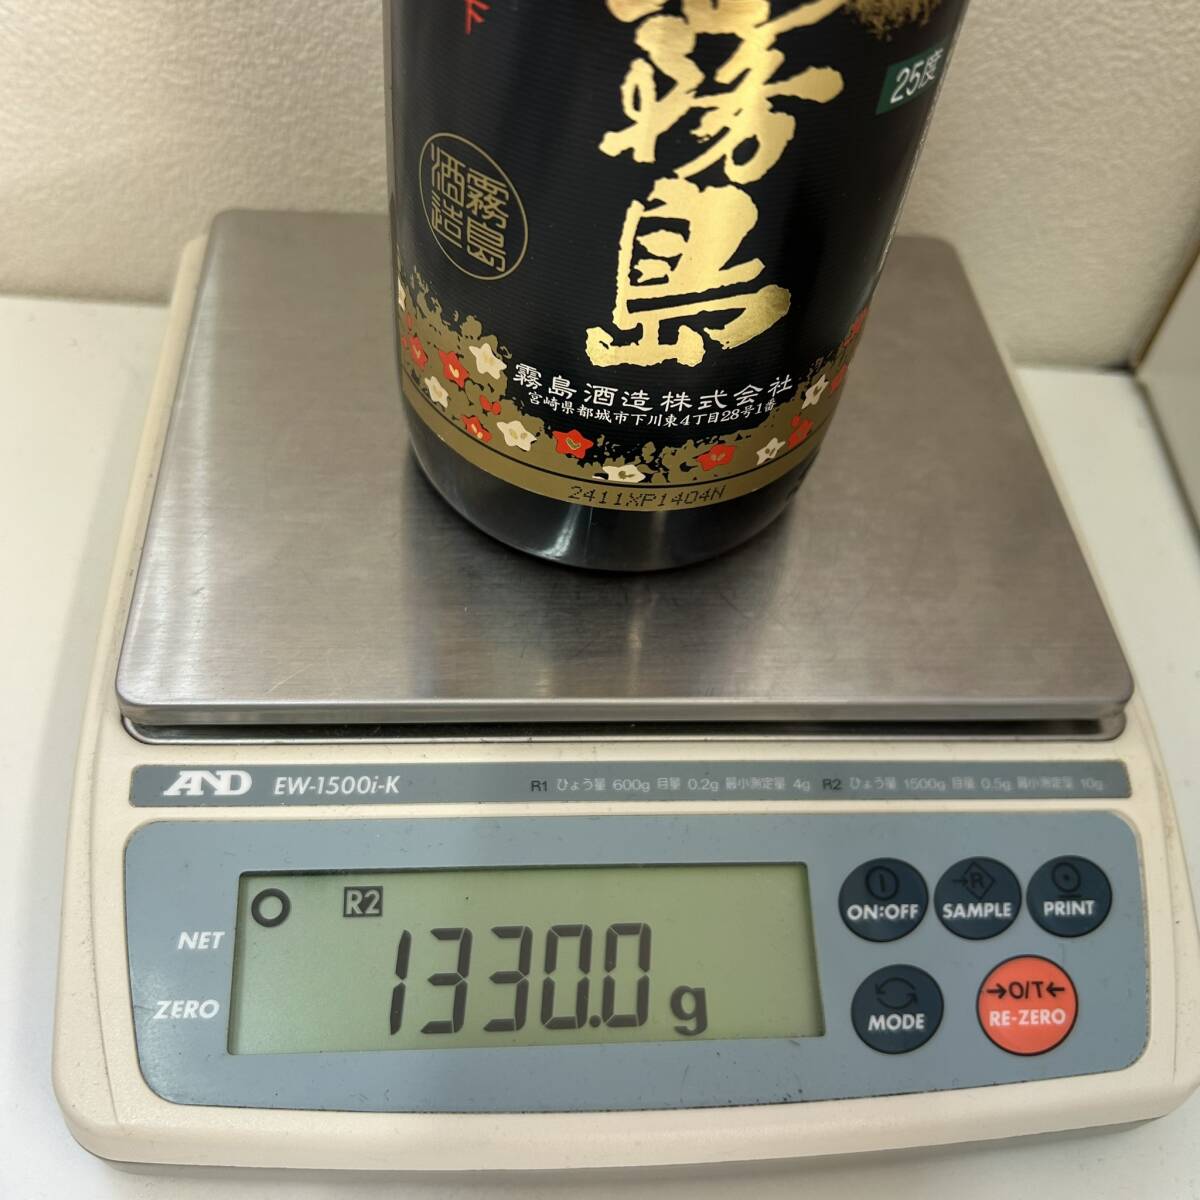 下
霧島
25度
霧島
酒造
霧島酒造株式会社
宮崎県都城市下川東4丁目28号1番
2411XP1404N
AND EW-1500i-K R1 ひょう量 600g 目量 0.2g 最小測定量 4g R2 ひょう量 1500g 目量 0.5g 最小測定量 10g
R2
NET
ZERO
1330.0 g
ON:OFF
R
SAMPLE
PRINT
MODE
→O/T←
RE-ZERO